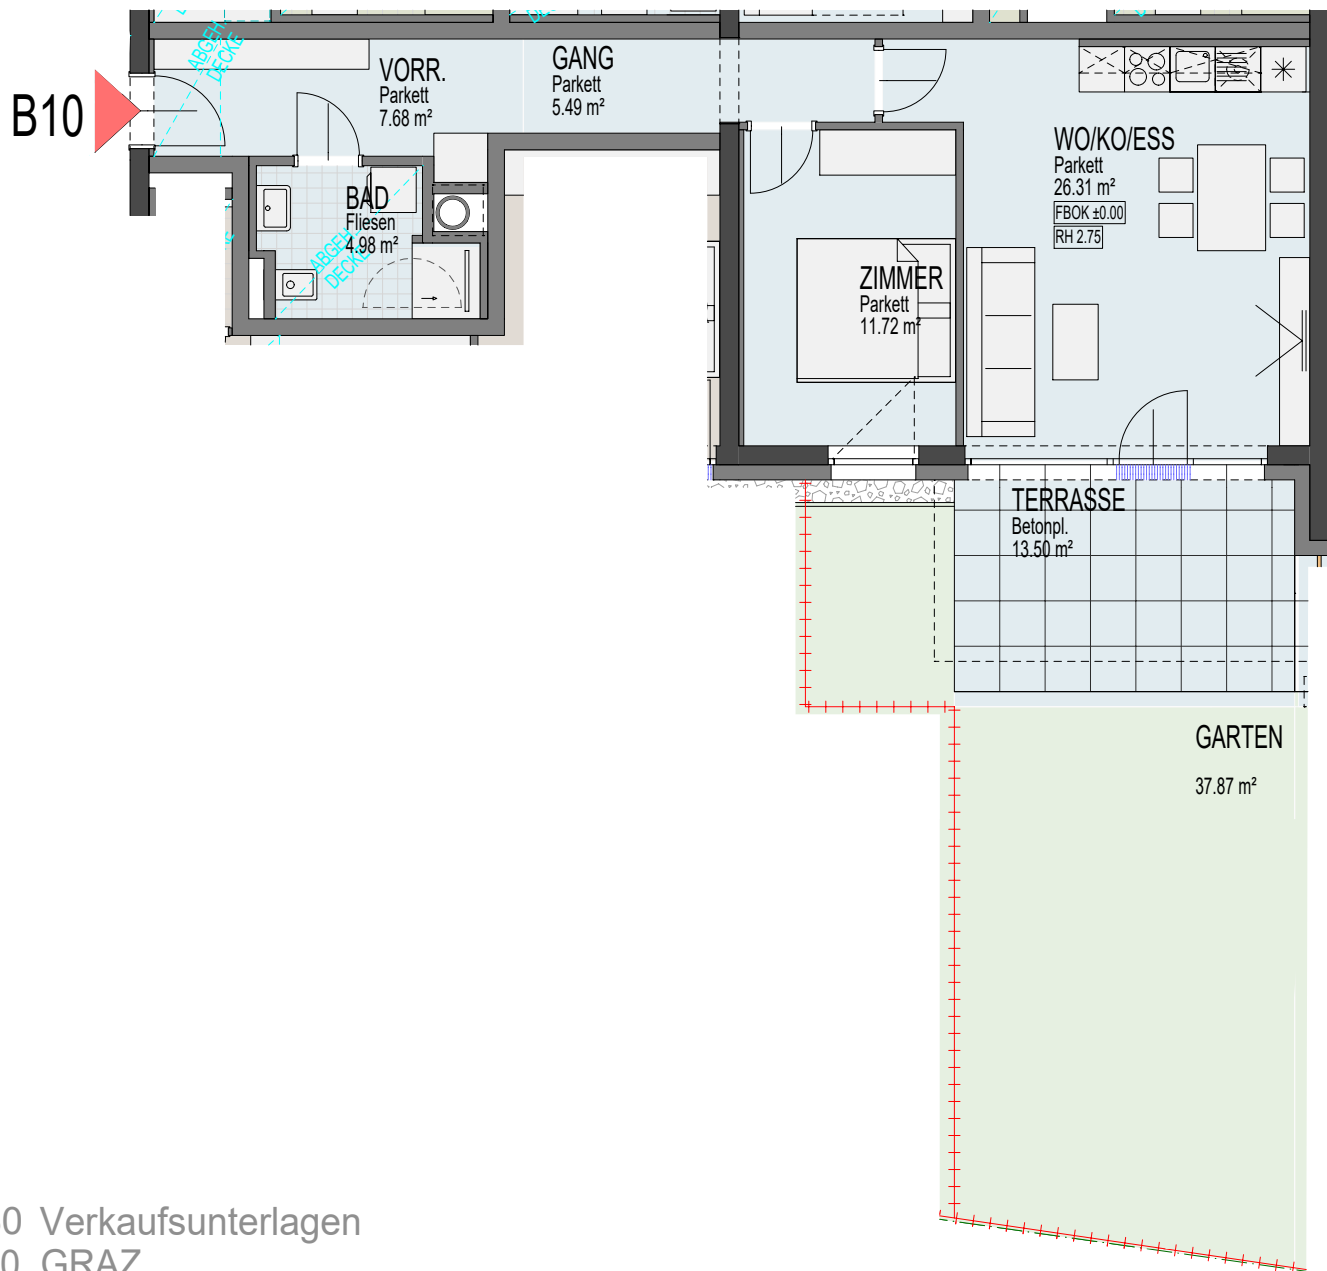 B10
ABGEH.
DECKE
VORR.
Parkett
7.68 m²
GANG
Parkett
5.49 m²
BAD
Fliesen
4.98 m²
ABGEH.
DECKE
WO/KO/ESS
Parkett
26.31 m²
FBOK ±0.00
RH 2.75
ZIMMER
Parkett
11.72 m²
TERRASSE
Betonpl.
13.50 m²
GARTEN
37.87 m²
0 Verkaufsunterlagen
0 GRAZ